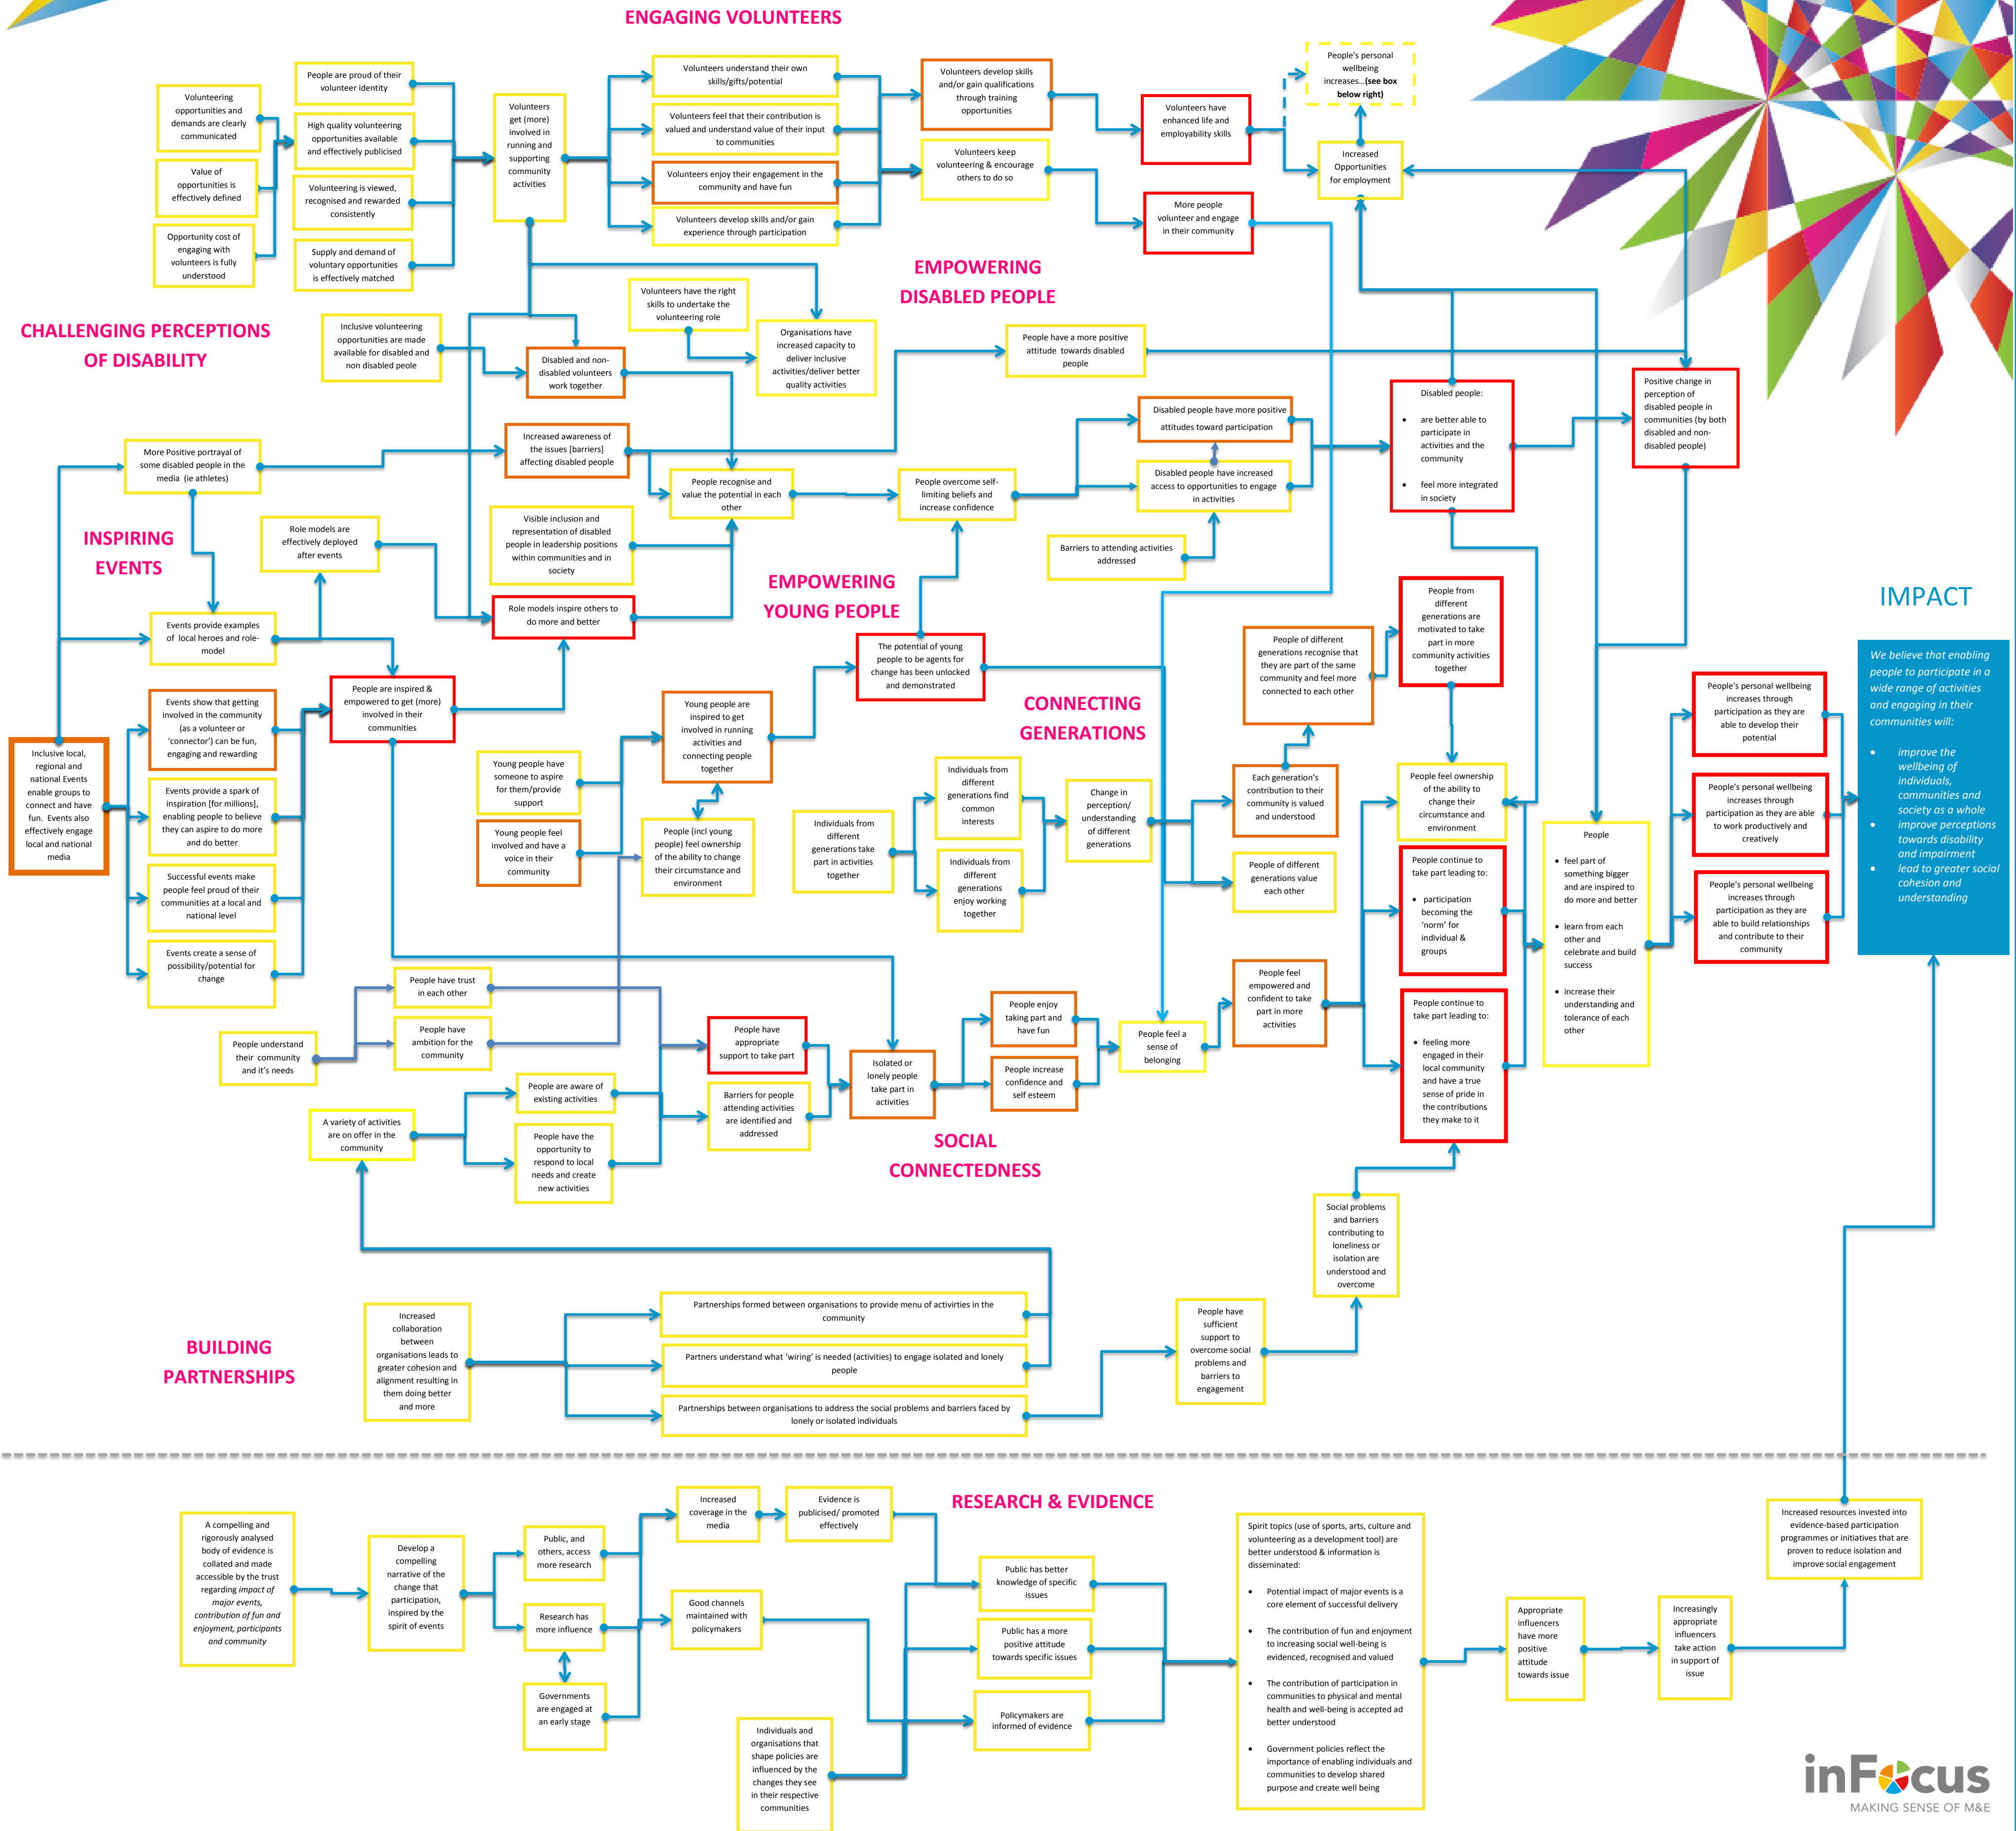 ENGAGING VOLUNTEERS
Volunteering
opportunities and
demands are clearly
communicated
Value of
opportunities is
effectively defined
Opportunity cost of
engaging with
volunteers is fully
understood
People are proud of their
volunteer identity
High quality volunteering
opportunities available
and effectively publicised
Volunteering is viewed,
recognised and rewarded
consistently
Supply and demand of
voluntary opportunities
is effectively matched
Volunteers
get (more)
involved in
running and
supporting
community
activities
Volunteers understand their own
skills/gifts/potential
Volunteers feel that their contribution is
valued and understand value of their input
to communities
Volunteers enjoy their engagement in the
community and have fun
Volunteers develop skills and/or gain
experience through participation
Volunteers develop skills
and/or gain qualifications
through training
opportunities
Volunteers keep
volunteering & encourage
others to do so
Volunteers have
enhanced life and
employability skills
More people
volunteer and engage
in their community
People's personal
wellbeing
increases...(see box
below right)
Increased
Opportunities
for employment
EMPOWERING
DISABLED PEOPLE
CHALLENGING PERCEPTIONS
OF DISABILITY
Inclusive volunteering
opportunities are made
available for disabled and
non disabled peole
Disabled and non-
disabled volunteers
work together
Volunteers have the right
skills to undertake the
volunteering role
Organisations have
increased capacity to
deliver inclusive
activities/deliver better
quality activities
People have a more positive
attitude towards disabled
people
More Positive portrayal of
some disabled people in the
media (ie athletes)
Increased awareness of
the issues [barriers]
affecting disabled people
People recognise and
value the potential in each
other
People overcome self-
limiting beliefs and
increase confidence
Disabled people have more positive
attitudes toward participation
Disabled people have increased
access to opportunities to engage
in activities
Barriers to attending activities
addressed
Disabled people:
• are better able to
participate in
activities and the
community
• feel more integrated
in society
Positive change in
perception of
disabled people in
communities (by both
disabled and non-
disabled people)
INSPIRING
EVENTS
Role models are
effectively deployed
after events
Visible inclusion and
representation of disabled
people in leadership positions
within communities and in
society
Events provide examples
of local heroes and role-
model
Role models inspire others to
do more and better
EMPOWERING
YOUNG PEOPLE
The potential of young
people to be agents for
change has been unlocked
and demonstrated
Inclusive local,
regional and
national Events
enable groups to
connect and have
fun. Events also
effectively engage
local and national
media
Events show that getting
involved in the community
(as a volunteer or
'connector') can be fun,
engaging and rewarding
Events provide a spark of
inspiration [for millions],
enabling people to believe
they can aspire to do more
and do better
Successful events make
people feel proud of their
communities at a local and
national level
Events create a sense of
possibility/potential for
change
People are inspired &
empowered to get (more)
involved in their
communities
Young people have
someone to aspire
for them/provide
support
Young people feel
involved and have a
voice in their
community
Young people are
inspired to get
involved in running
activities and
connecting people
together
People (incl young
people) feel ownership
of the ability to change
their circumstance and
environment
CONNECTING
GENERATIONS
Individuals from
different
generations take
part in activities
together
Individuals from
different
generations find
common
interests
Individuals from
different
generations
enjoy working
together
Change in
perception/
understanding
of different
generations
Each generation's
contribution to their
community is valued
and understood
People of different
generations value
each other
People of different
generations recognise that
they are part of the same
community and feel more
connected to each other
People from
different
generations are
motivated to take
part in more
community activities
together
People feel ownership
of the ability to
change their
circumstance and
environment
People continue to
take part leading to:
• participation
becoming the
'norm' for
individual &
groups
People continue to
take part leading to:
• feeling more
engaged in their
local community
and have a true
sense of pride in
the contributions
they make to it
People
• feel part of
something bigger
and are inspired to
do more and better
• learn from each
other and
celebrate and build
success
• increase their
understanding and
tolerance of each
other
People's personal wellbeing
increases through
participation as they are
able to develop their
potential
People's personal wellbeing
increases through
participation as they are able
to work productively and
creatively
People's personal wellbeing
increases through
participation as they are
able to build relationships
and contribute to their
community
IMPACT
We believe that enabling
people to participate in a
wide range of activities
and engaging in their
communities will:
• improve the
wellbeing of
individuals,
communities and
society as a whole
• improve perceptions
towards disability
and impairment
• lead to greater social
cohesion and
understanding
People understand
their community
and it's needs
People have trust
in each other
People have
ambition for the
community
A variety of activities
are on offer in the
community
People are aware of
existing activities
People have the
opportunity to
respond to local
needs and create
new activities
People have
appropriate
support to take part
Barriers for people
attending activities
are identified and
addressed
Isolated or
lonely people
take part in
activities
People enjoy
taking part and
have fun
People increase
confidence and
self esteem
People feel a
sense of
belonging
People feel
empowered and
confident to take
part in more
activities
SOCIAL
CONNECTEDNESS
Social problems
and barriers
contributing to
loneliness or
isolation are
understood and
overcome
BUILDING
PARTNERSHIPS
Increased
collaboration
between
organisations leads to
greater cohesion and
alignment resulting in
them doing better
and more
Partnerships formed between organisations to provide menu of activirties in the
community
Partners understand what 'wiring' is needed (activities) to engage isolated and lonely
people
Partnerships between organisations to address the social problems and barriers faced by
lonely or isolated individuals
People have
sufficient
support to
overcome social
problems and
barriers to
engagement
RESEARCH & EVIDENCE
A compelling and
rigorously analysed
body of evidence is
collated and made
accessible by the trust
regarding impact of
major events,
contribution of fun and
enjoyment, participants
and community
Develop a
compelling
narrative of the
change that
participation,
inspired by the
spirit of events
Public, and
others, access
more research
Research has
more influence
Governments
are engaged at
an early stage
Increased
coverage in the
media
Evidence is
publicised/ promoted
effectively
Good channels
maintained with
policymakers
Individuals and
organisations that
shape policies are
influenced by the
changes they see
in their respective
communities
Public has better
knowledge of specific
issues
Public has a more
positive attitude
towards specific issues
Policymakers are
informed of evidence
Spirit topics (use of sports, arts, culture and
volunteering as a development tool) are
better understood & information is
disseminated:
• Potential impact of major events is a
core element of successful delivery
• The contribution of fun and enjoyment
to increasing social well-being is
evidenced, recognised and valued
• The contribution of participation in
communities to physical and mental
health and well-being is accepted ad
better understood
• Government policies reflect the
importance of enabling individuals and
communities to develop shared
purpose and create well being
Appropriate
influencers
have more
positive
attitude
towards issue
Increasingly
appropriate
influencers
take action
in support of
issue
Increased resources invested into
evidence-based participation
programmes or initiatives that are
proven to reduce isolation and
improve social engagement
inFocus
MAKING SENSE OF M&E